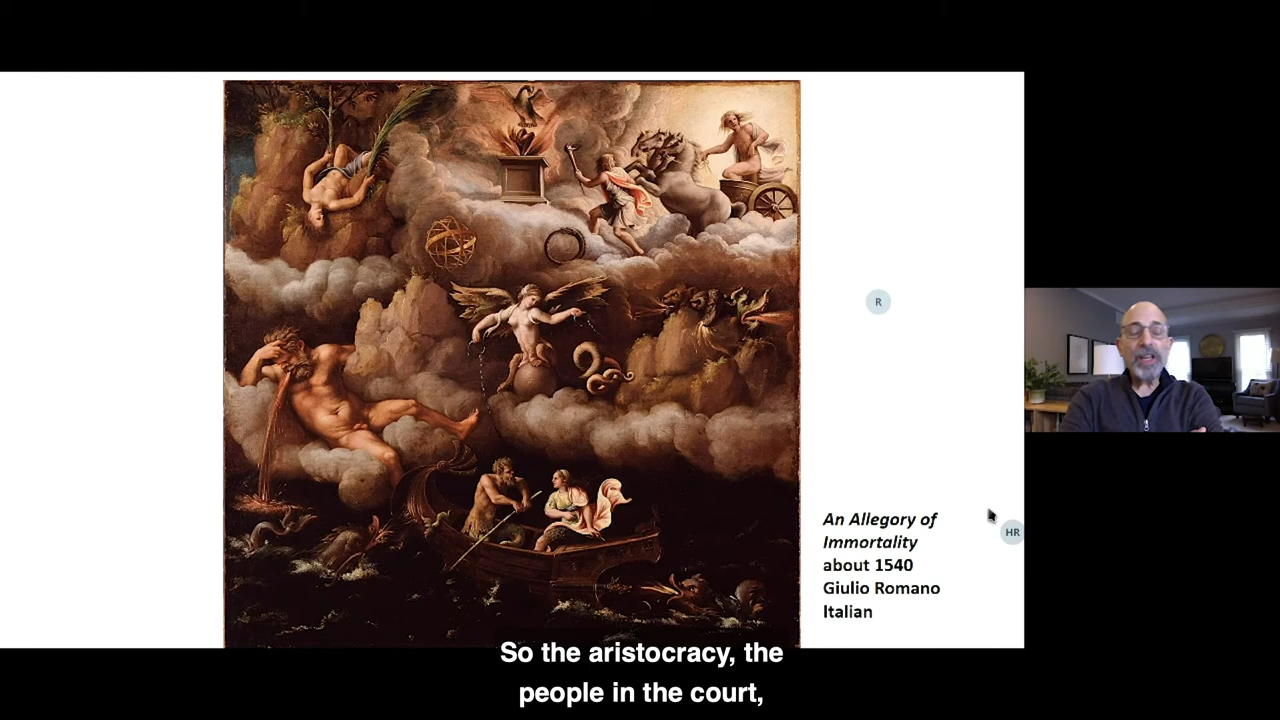 R
An Allegory of
Immortality
about 1540
Giulio Romano
Italian
HR
So the aristocracy, the
people in the court,